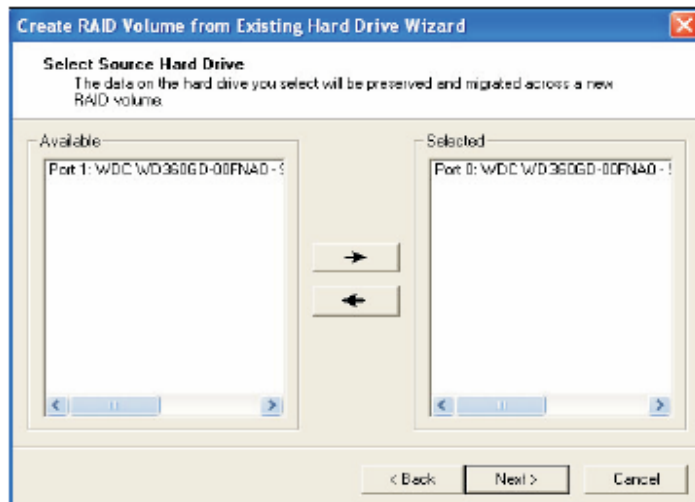 Create RAID Volume from Existing Hard Drive Wizard
Select Source Hard Drive
The data on the hard drive you select will be preserved and migrated across a new
RAID volume.
Available
Port 1: WDC WD360GD-00FNA0 -
Selected
Port 0: WDC WD360GD-00FNA0 -
< Back
Next >
Cancel